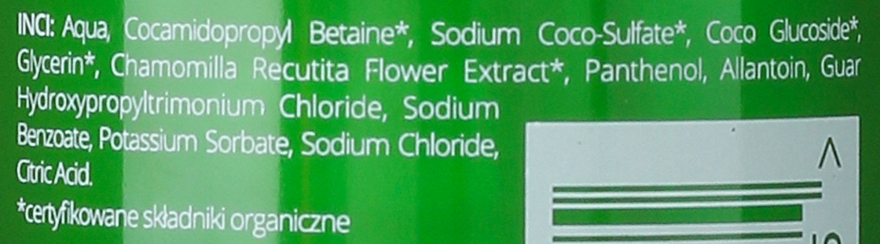 INCI: Aqua, Cocamidopropyl Betaine*, Sodium Coco-Sulfate*, Coco Glucoside*,
Glycerin*, Chamomilla Recutita Flower Extract*, Panthenol, Allantoin, Guar
Hydroxypropyltrimonium Chloride, Sodium
Benzoate, Potassium Sorbate, Sodium Chloride,
Citric Acid.
*certyfikowane składniki organiczne